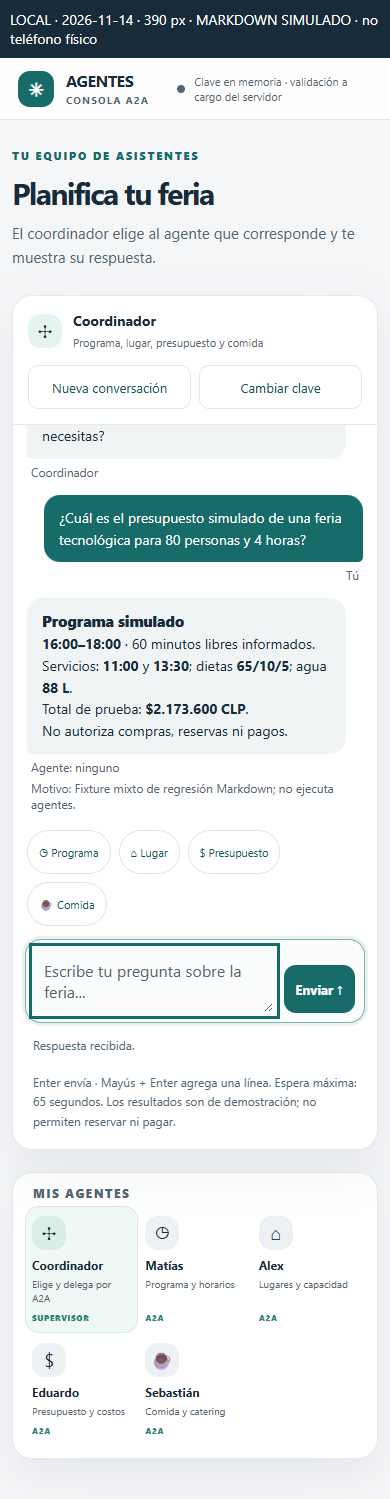 LOCAL · 2026-11-14 · 390 px · MARKDOWN SIMULADO · no
teléfono físico
AGENTES
CONSOLA A2A
Clave en memoria · validación a
cargo del servidor
TU EQUIPO DE ASISTENTES
Planifica tu feria
El coordinador elige al agente que corresponde y te
muestra su respuesta.
Coordinador
Programa, lugar, presupuesto y comida
Nueva conversación
Cambiar clave
necesitas?
Coordinador
¿Cuál es el presupuesto simulado de una feria
tecnológica para 80 personas y 4 horas?
Tú
Programa simulado
16:00–18:00 · 60 minutos libres informados.
Servicios: 11:00 y 13:30; dietas 65/10/5; agua
88 L.
Total de prueba: $2.173.600 CLP.
No autoriza compras, reservas ni pagos.
Agente: ninguno
Motivo: Fixture mixto de regresión Markdown; no ejecuta
agentes.
Programa
Lugar
$ Presupuesto
Comida
Escribe tu pregunta sobre la
feria...
Enviar ↑
Respuesta recibida.
Enter envía · Mayús + Enter agrega una línea. Espera máxima:
65 segundos. Los resultados son de demostración; no
permiten reservar ni pagar.
MIS AGENTES
Coordinador
Elige y delega por
A2A
SUPERVISOR
Matías
Programa y horarios
A2A
Alex
Lugares y capacidad
A2A
$
Eduardo
Presupuesto y costos
A2A
Sebastián
Comida y catering
A2A